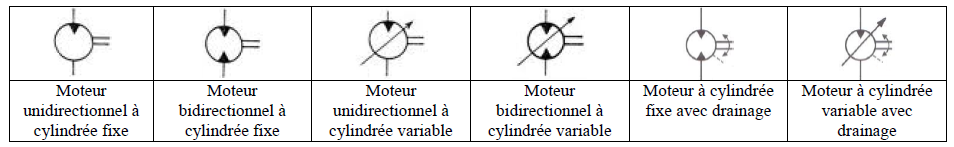 Moteur
unidirectionnel à
cylindrée fixe
Moteur
bidirectionnel à
cylindrée fixe
Moteur
unidirectionnel à
cylindrée variable
Moteur
bidirectionnel à
cylindrée variable
Moteur à cylindrée
fixe avec drainage
Moteur à cylindrée
variable avec
drainage